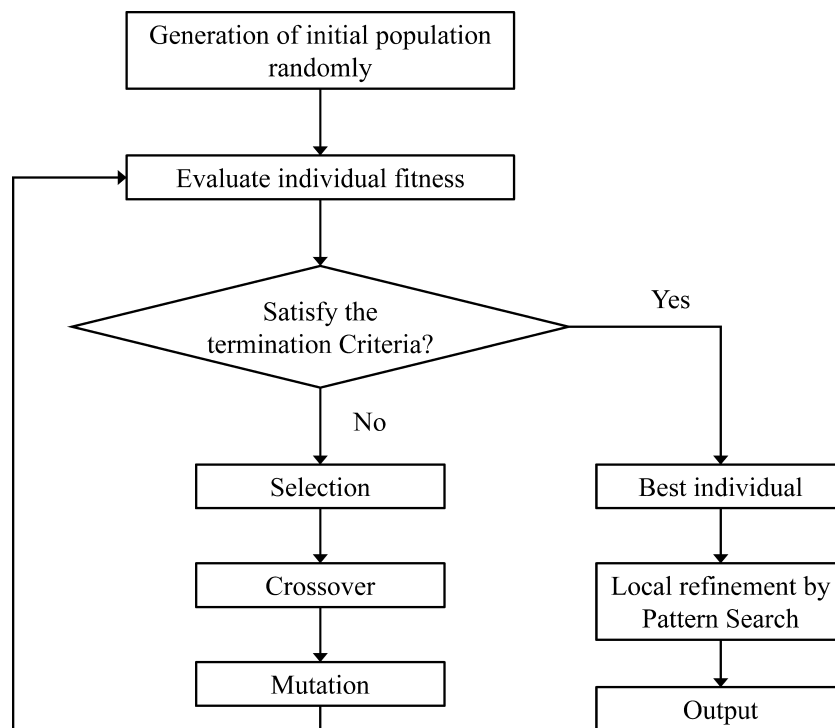 Generation of initial population
randomly
Evaluate individual fitness
Satisfy the
termination Criteria?
Yes
No
Selection
Best individual
Crossover
Local refinement by
Pattern Search
Mutation
Output